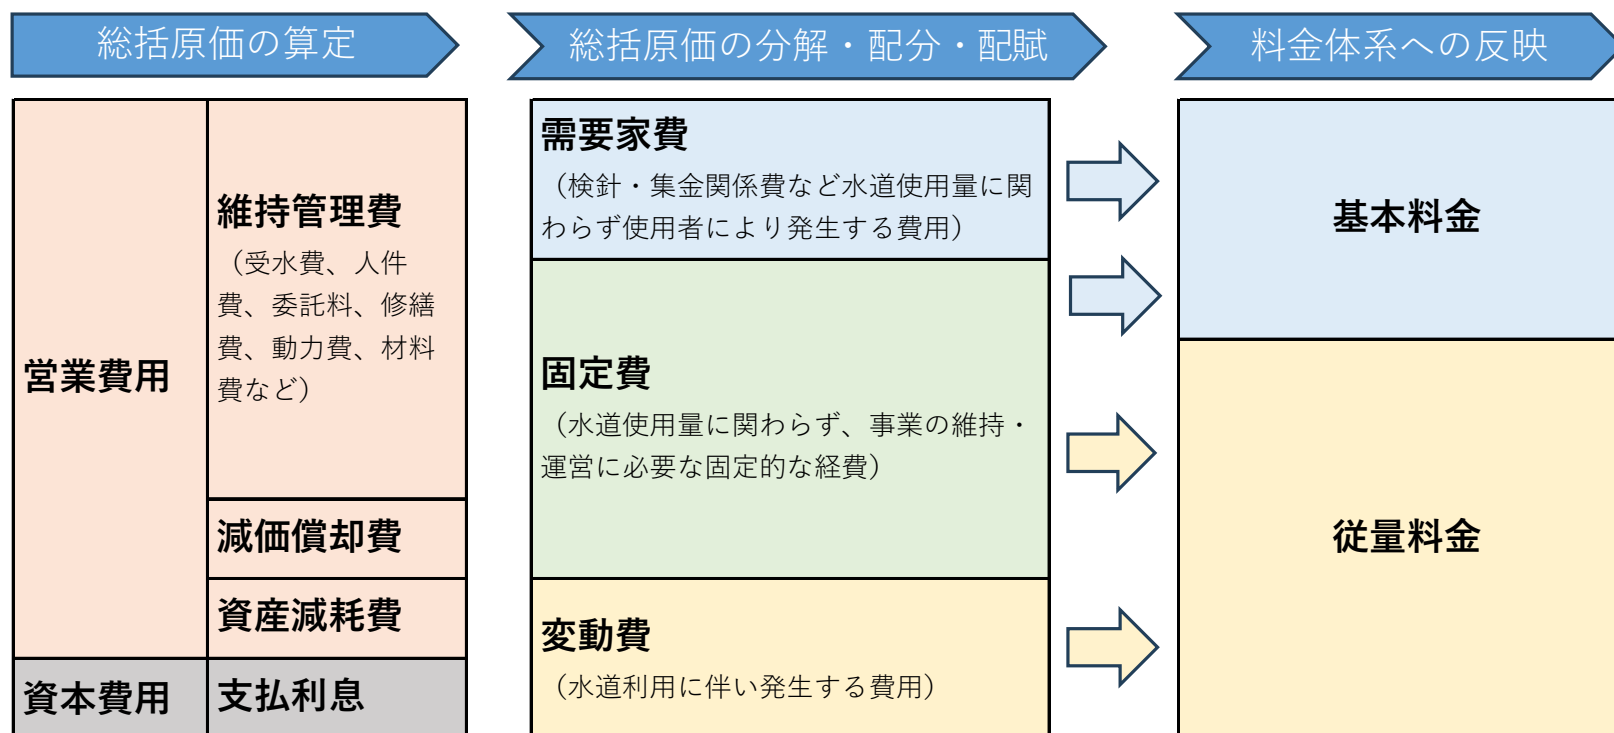 総括原価の算定
総括原価の分解・配分・配賦
料金体系への反映
営業費用
維持管理費
（受水費、人件
費、委託料、修繕
費、動力費、材料
費など）
減価償却費
資産減耗費
資本費用
支払利息
需要家費
（検針・集金関係費など水道使用量に関
わらず使用者により発生する費用）
固定費
（水道使用量に関わらず、事業の維持・
運営に必要な固定的な経費）
変動費
（水道利用に伴い発生する費用）
基本料金
従量料金